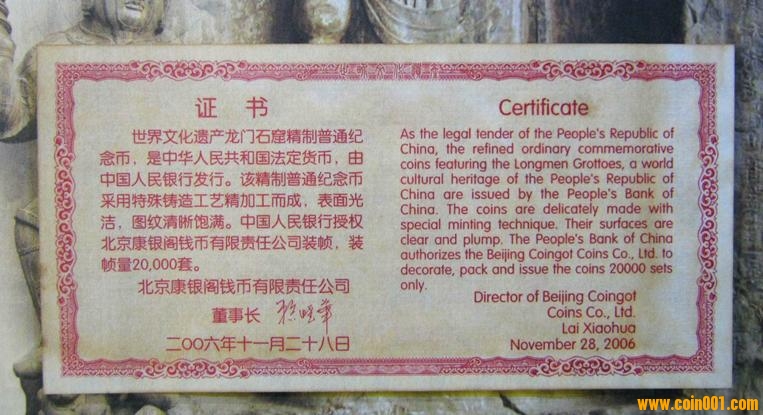 证 书
世界文化遗产龙门石窟精制普通纪
念币，是中华人民共和国法定货币，由
中国人民银行发行。该精制普通纪念币
采用特殊铸造工艺精加工而成，表面光
洁，图纹清晰饱满。中国人民银行授权
北京康银阁钱币有限责任公司装帧，装
帧量20,000套。
北京康银阁钱币有限责任公司
董事长
二〇〇六年十一月二十八日
Certificate
As the legal tender of the People's Republic of
China, the refined ordinary commemorative
coins featuring the Longmen Grottoes, a world
cultural heritage of the People's Republic of
China are issued by the People's Bank of
China. The coins are delicately made with
special minting technique. Their surfaces are
clear and plump. The People's Bank of China
authorizes the Beijing Coingot Coins Co., Ltd. to
decorate, pack and issue the coins 20000 sets
only.
Director of Beijing Coingot
Coins Co., Ltd.
Lai Xiaohua
November 28, 2006
www.coin001.com